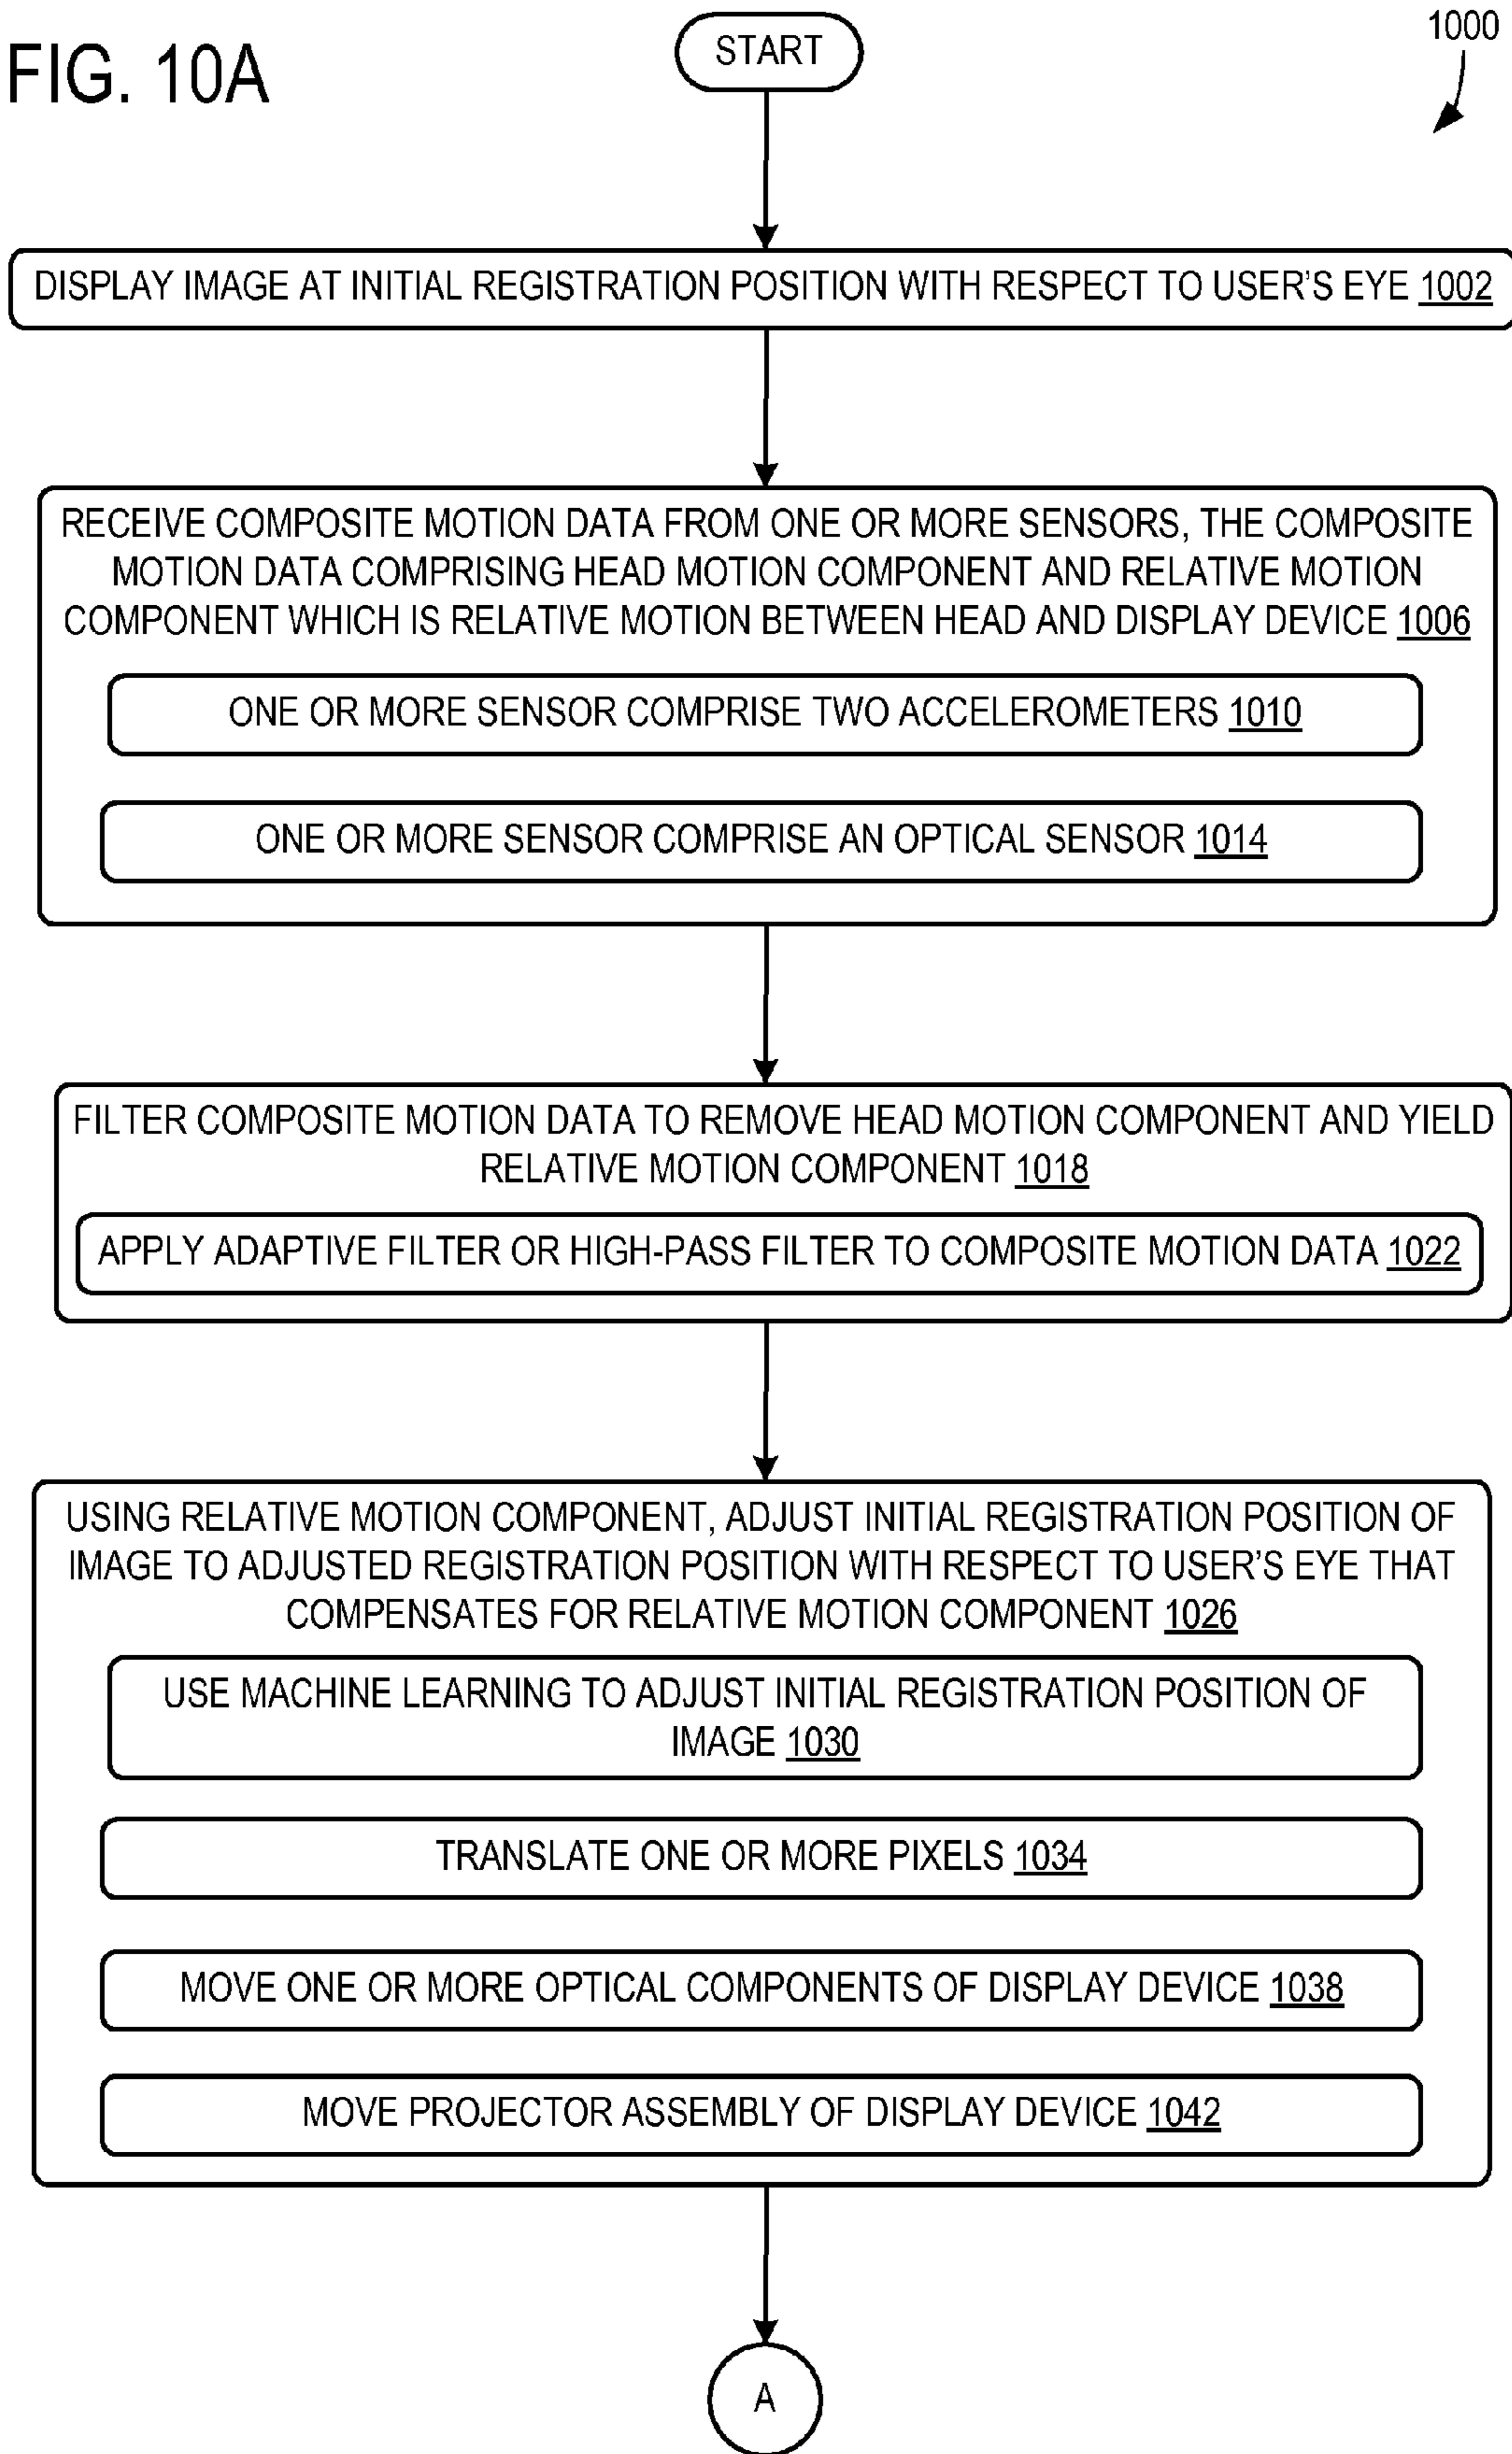 FIG. 10A
START
1000
DISPLAY IMAGE AT INITIAL REGISTRATION POSITION WITH RESPECT TO USER'S EYE 1002
RECEIVE COMPOSITE MOTION DATA FROM ONE OR MORE SENSORS, THE COMPOSITE
MOTION DATA COMPRISING HEAD MOTION COMPONENT AND RELATIVE MOTION
COMPONENT WHICH IS RELATIVE MOTION BETWEEN HEAD AND DISPLAY DEVICE 1006
ONE OR MORE SENSOR COMPRISE TWO ACCELEROMETERS 1010
ONE OR MORE SENSOR COMPRISE AN OPTICAL SENSOR 1014
FILTER COMPOSITE MOTION DATA TO REMOVE HEAD MOTION COMPONENT AND YIELD
RELATIVE MOTION COMPONENT 1018
APPLY ADAPTIVE FILTER OR HIGH-PASS FILTER TO COMPOSITE MOTION DATA 1022
USING RELATIVE MOTION COMPONENT, ADJUST INITIAL REGISTRATION POSITION OF
IMAGE TO ADJUSTED REGISTRATION POSITION WITH RESPECT TO USER'S EYE THAT
COMPENSATES FOR RELATIVE MOTION COMPONENT 1026
USE MACHINE LEARNING TO ADJUST INITIAL REGISTRATION POSITION OF
IMAGE 1030
TRANSLATE ONE OR MORE PIXELS 1034
MOVE ONE OR MORE OPTICAL COMPONENTS OF DISPLAY DEVICE 1038
MOVE PROJECTOR ASSEMBLY OF DISPLAY DEVICE 1042
A